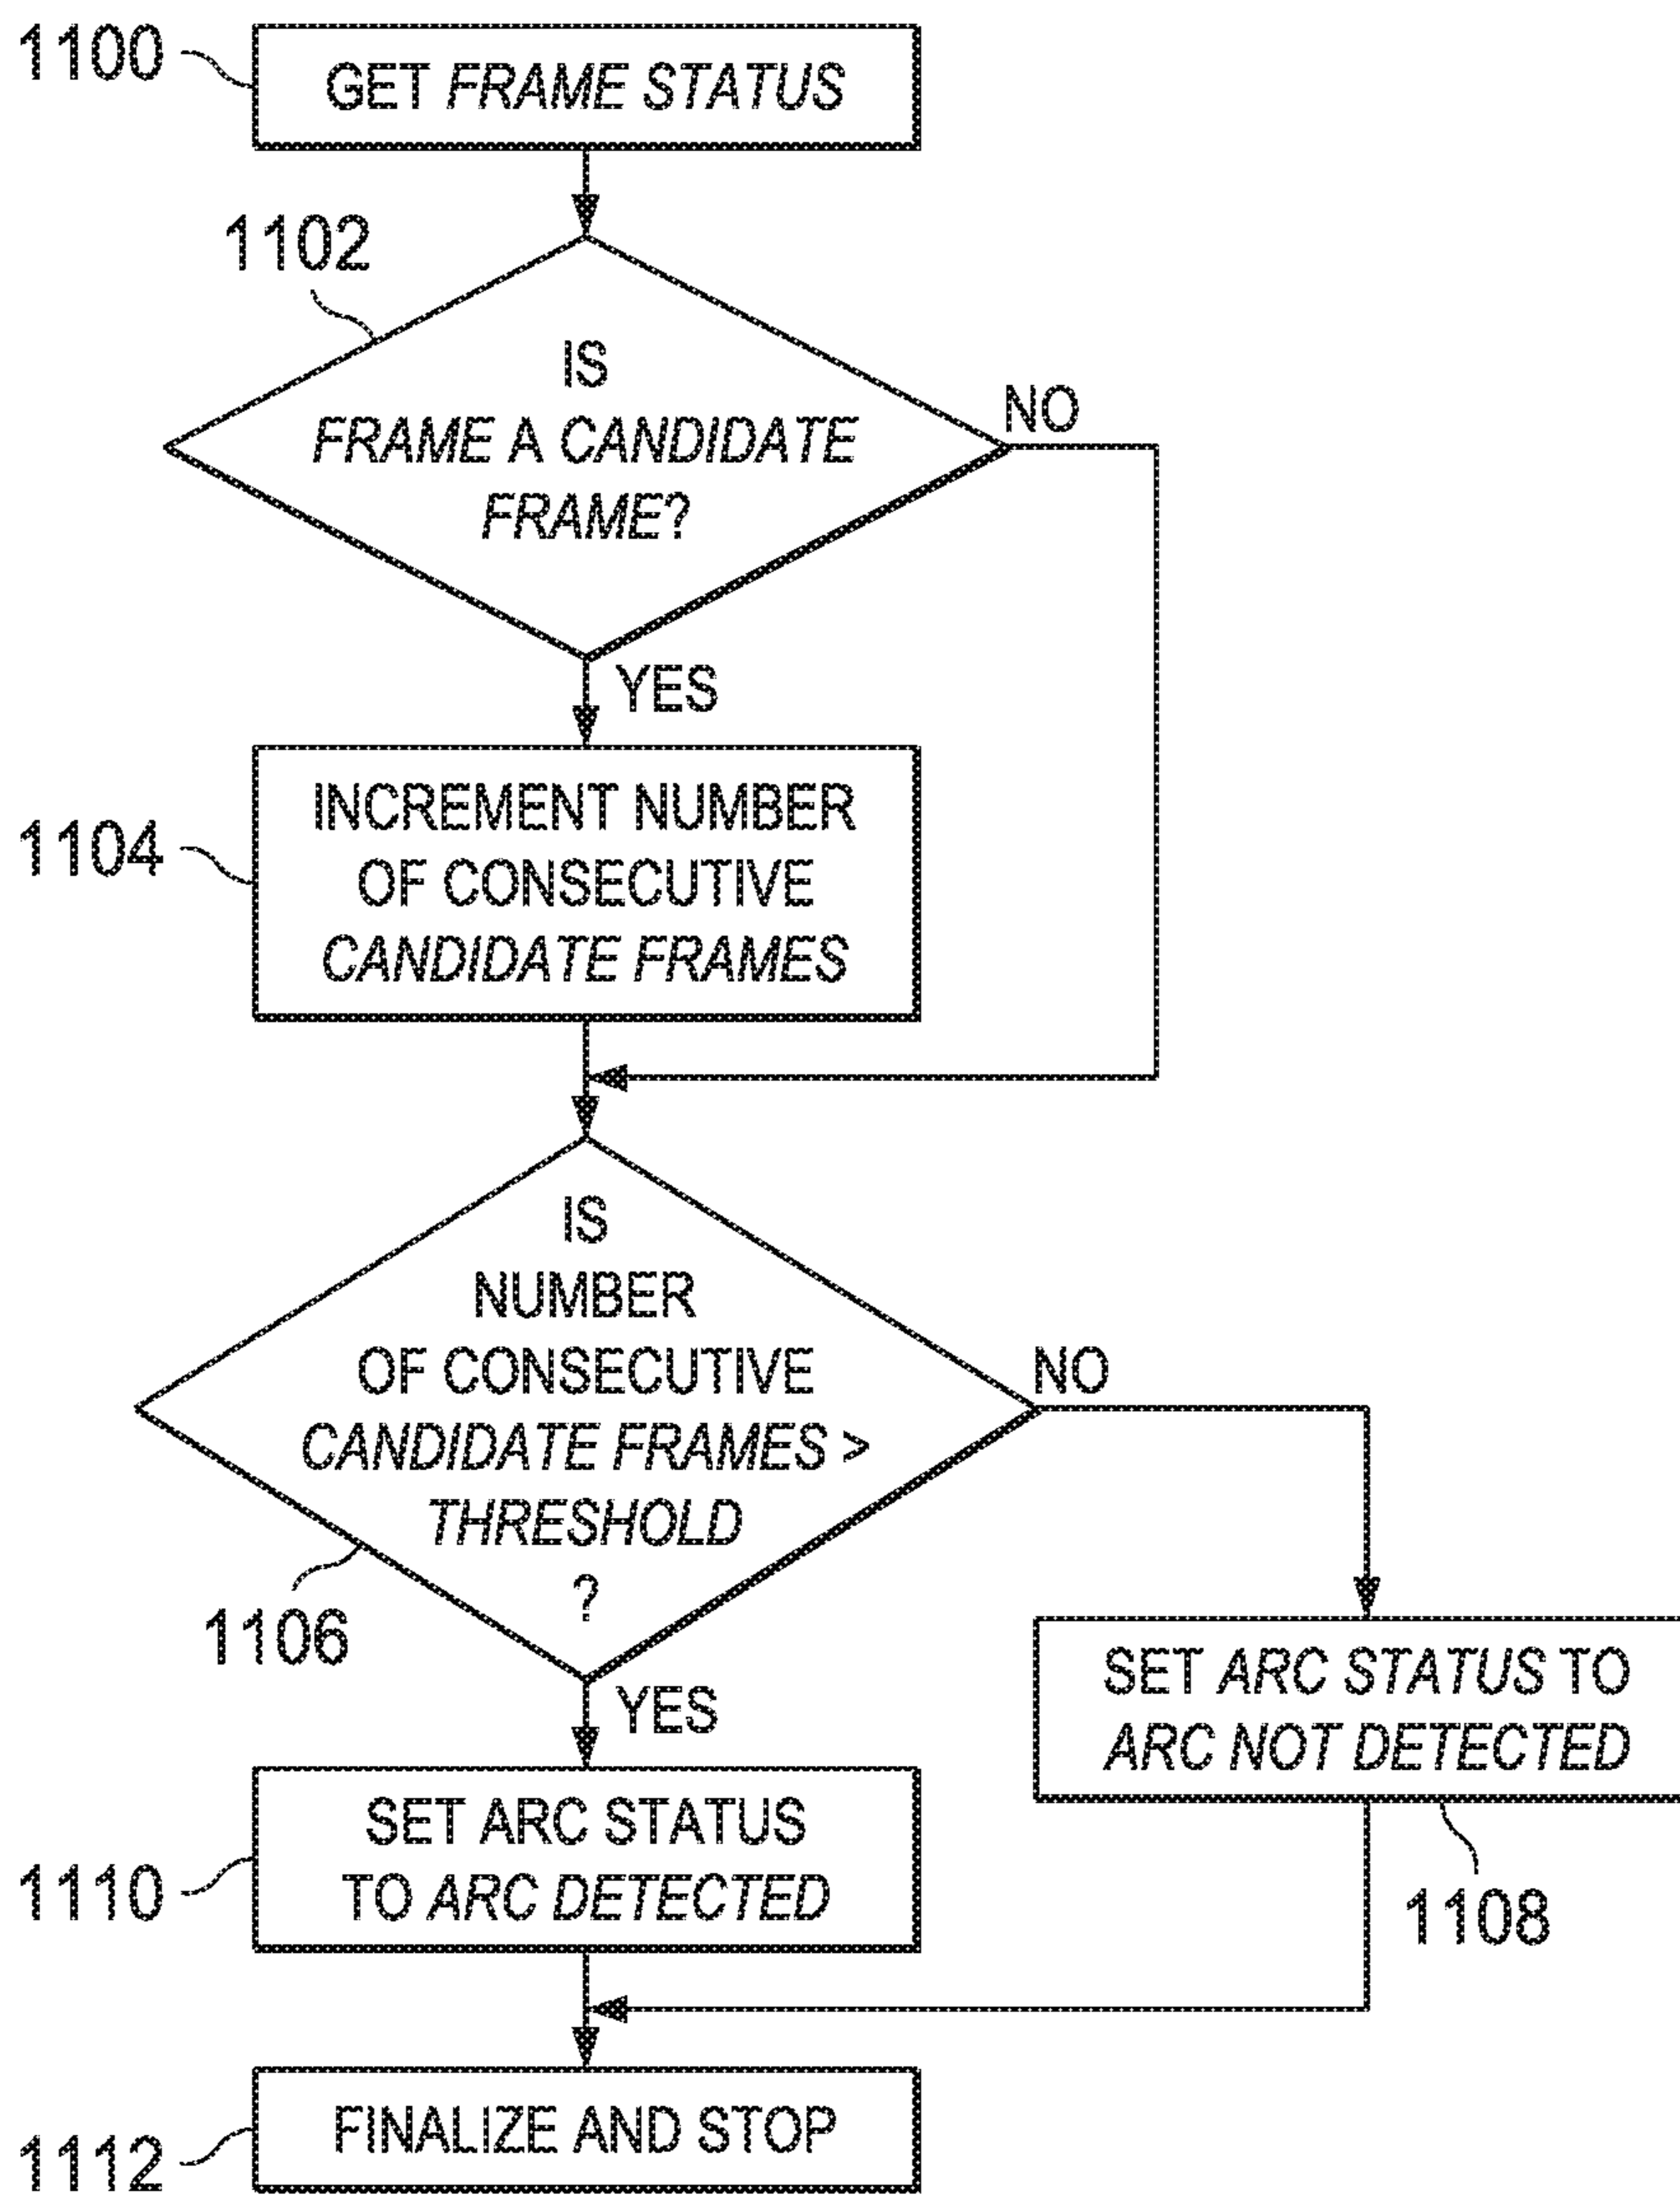 1100
GET FRAME STATUS
1102
IS
FRAME A CANDIDATE
FRAME?
NO
YES
1104
INCREMENT NUMBER
OF CONSECUTIVE
CANDIDATE FRAMES
IS
NUMBER
OF CONSECUTIVE
CANDIDATE FRAMES >
THRESHOLD
?
NO
1106
YES
SET ARC STATUS TO
ARC NOT DETECTED
1108
1110
SET ARC STATUS
TO ARC DETECTED
1112
FINALIZE AND STOP